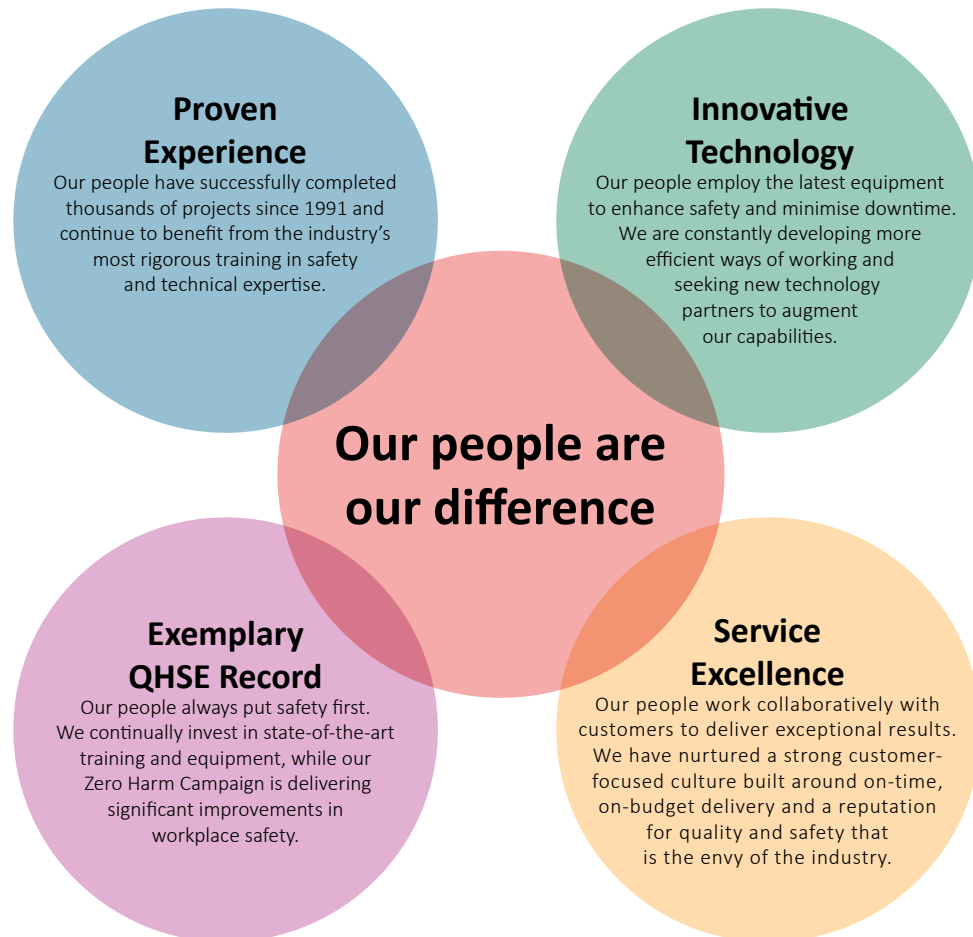 Proven
Experience
Our people have successfully completed
thousands of projects since 1991 and
continue to benefit from the industry’s
most rigorous training in safety
and technical expertise.
Innovative
Technology
Our people employ the latest equipment
to enhance safety and minimise downtime.
We are constantly developing more
efficient ways of working and
seeking new technology
partners to augment
our capabilities.
Our people are
our difference
Exemplary
QHSE Record
Our people always put safety first.
We continually invest in state-of-the-art
training and equipment, while our
Zero Harm Campaign is delivering
significant improvements in
workplace safety.
Service
Excellence
Our people work collaboratively with
customers to deliver exceptional results.
We have nurtured a strong customer-
focused culture built around on-time,
on-budget delivery and a reputation
for quality and safety that
is the envy of the industry.